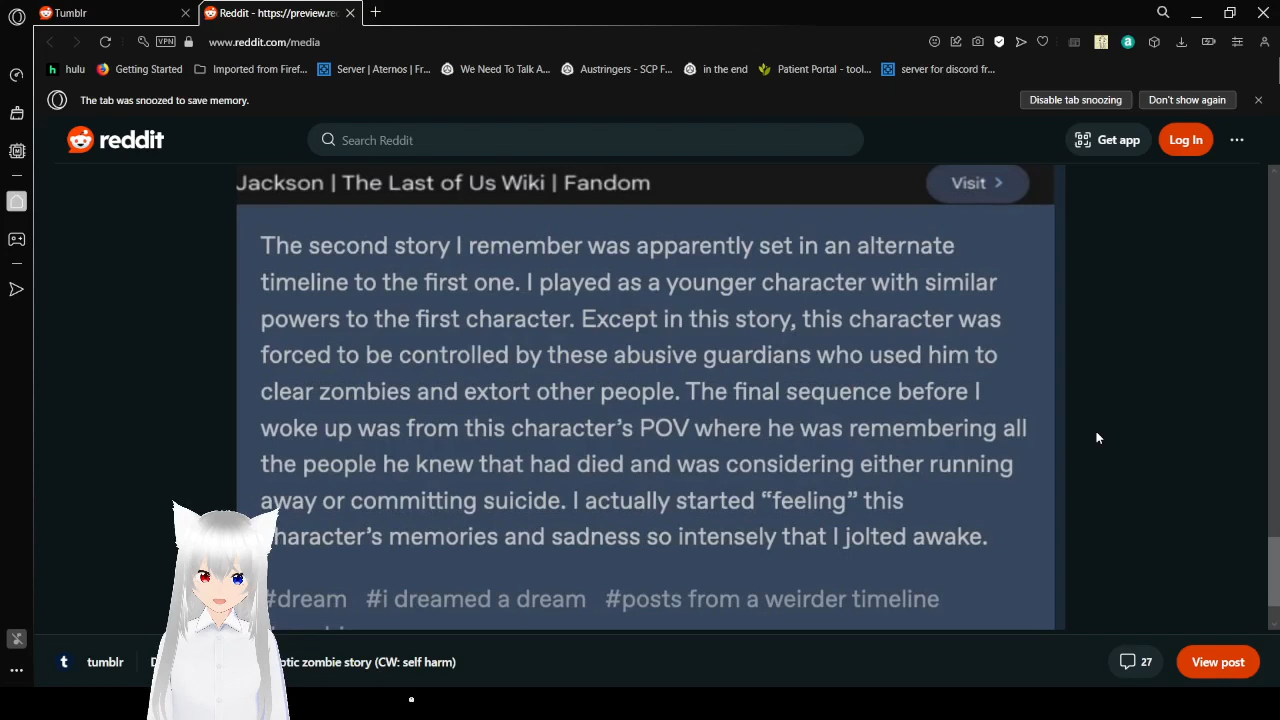 Tumblr
Reddit - https://preview.rec
VPN
www.reddit.com/media
hulu
Getting Started
Imported from Firef...
Server | Aternos | Fr...
We Need To Talk A...
Austringers - SCP F...
in the end
Patient Portal - tool...
server for discord fr...
The tab was snoozed to save memory.
Disable tab snoozing
Don't show again
reddit
Search Reddit
Get app
Log In
Jackson | The Last of Us Wiki | Fandom
Visit
The second story I remember was apparently set in an alternate
timeline to the first one. I played as a younger character with similar
powers to the first character. Except in this story, this character was
forced to be controlled by these abusive guardians who used him to
clear zombies and extort other people. The final sequence before I
woke up was from this character's POV where he was remembering all
the people he knew that had died and was considering either running
away or committing suicide. I actually started “feeling” this
character's memories and sadness so intensely that I jolted awake.
#dream #i dreamed a dream #posts from a weirder timeline
tumblr
zombie story (CW: self harm)
27
View post